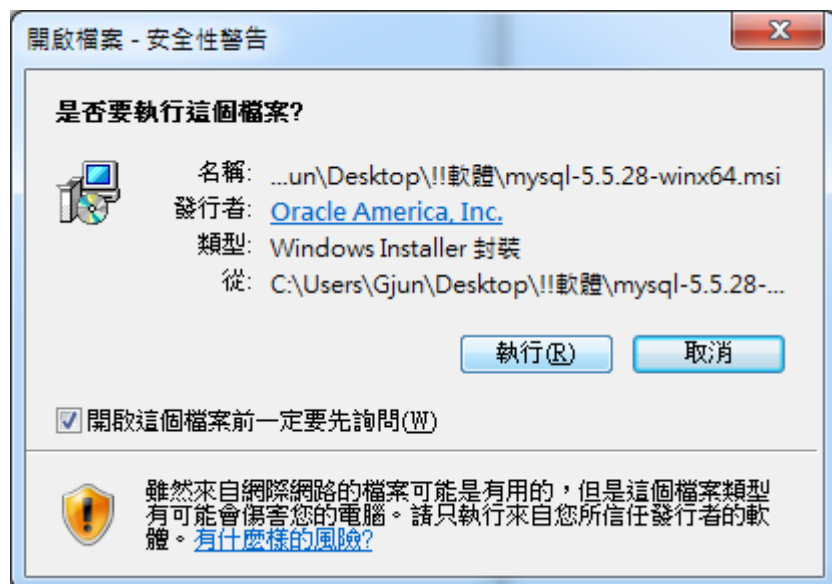 開啟檔案 - 安全性警告
是否要執行這個檔案?
名稱: ...un\Desktop\!!軟體\mysql-5.5.28-winx64.msi
發行者: Oracle America, Inc.
類型: Windows Installer 封裝
從: C:\Users\Gjun\Desktop\!!軟體\mysql-5.5.28-...
執行(R) 取消
開啟這個檔案前一定要先詢問(W)
雖然來自網際網路的檔案可能是有用的，但是這個檔案類型
有可能會傷害您的電腦。請只執行來自您所信任發行者的軟
體。有什麼樣的風險?